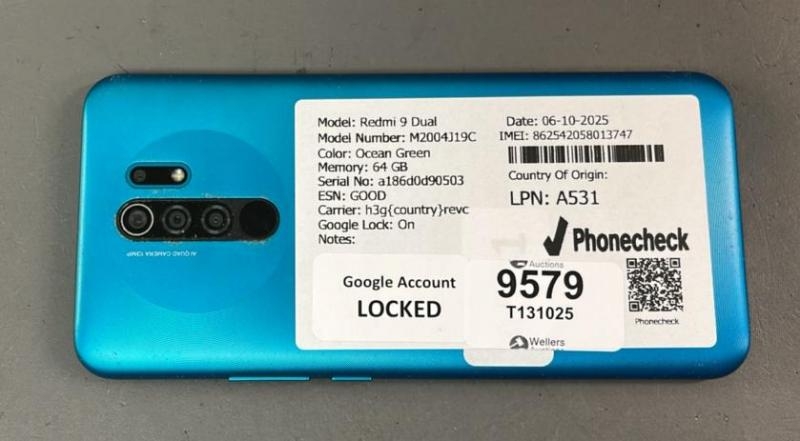 Model: Redmi 9 Dual
Model Number: M2004J19C
Color: Ocean Green
Memory: 64 GB
Serial No: a186d0d90503
ESN: GOOD
Carrier: h3g{country}revc
Google Lock: On
Notes:
Date: 06-10-2025
IMEI: 862542058013747
Country Of Origin:
LPN: A531
Phonecheck
Phonecheck
Google Account
LOCKED
Auctions
9579
T131025
Wellers
AI QUAD CAMERA 13MP